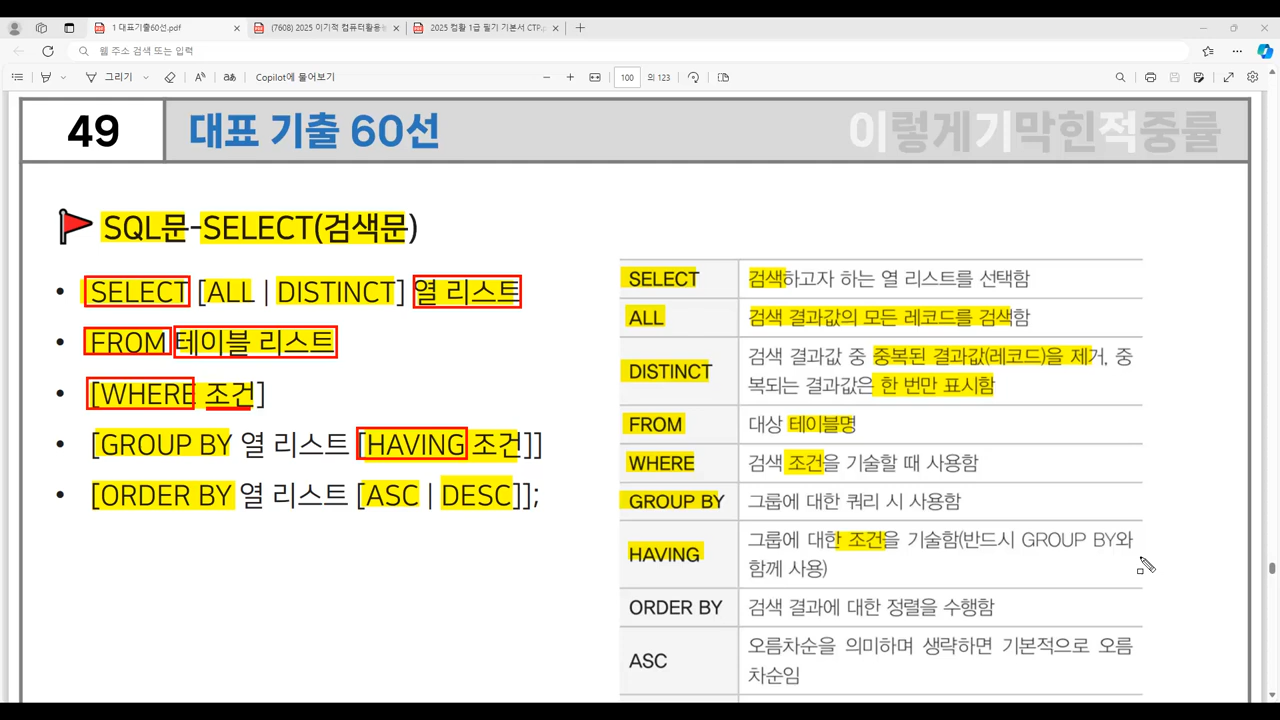 1 대표기출60선.pdf
(7608) 2025 이기적 컴퓨터활용능
2025 컴활 1급 필기 기본서 CTP.
웹 주소 검색 또는 입력
그리기
가あ
Copilot에 물어보기
100 의 123
49
대표 기출 60선
이렇게기막힌적중률
SQL문-SELECT(검색문)
• SELECT [ALL | DISTINCT] 열 리스트
• FROM 테이블 리스트
• [WHERE 조건]
• [GROUP BY 열 리스트 [HAVING 조건]]
• [ORDER BY 열 리스트 [ASC | DESC]];
SELECT 검색하고자 하는 열 리스트를 선택함
ALL 검색 결과값의 모든 레코드를 검색함
DISTINCT 검색 결과값 중 중복된 결과값(레코드)을 제거, 중
복되는 결과값은 한 번만 표시함
FROM 대상 테이블명
WHERE 검색 조건을 기술할 때 사용함
GROUP BY 그룹에 대한 쿼리 시 사용함
HAVING 그룹에 대한 조건을 기술함(반드시 GROUP BY와
함께 사용)
ORDER BY 검색 결과에 대한 정렬을 수행함
ASC 오름차순을 의미하며 생략하면 기본적으로 오름
차순임